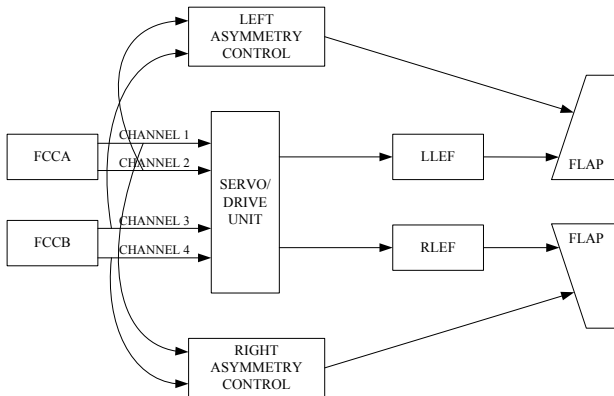 LEFT
ASYMMETRY
CONTROL
CHANNEL 1
FCCA
CHANNEL 2
SERVO/
DRIVE
UNIT
LLEF
FLAP
CHANNEL 3
FCCB
CHANNEL 4
RLEF
FLAP
RIGHT
ASYMMETRY
CONTROL